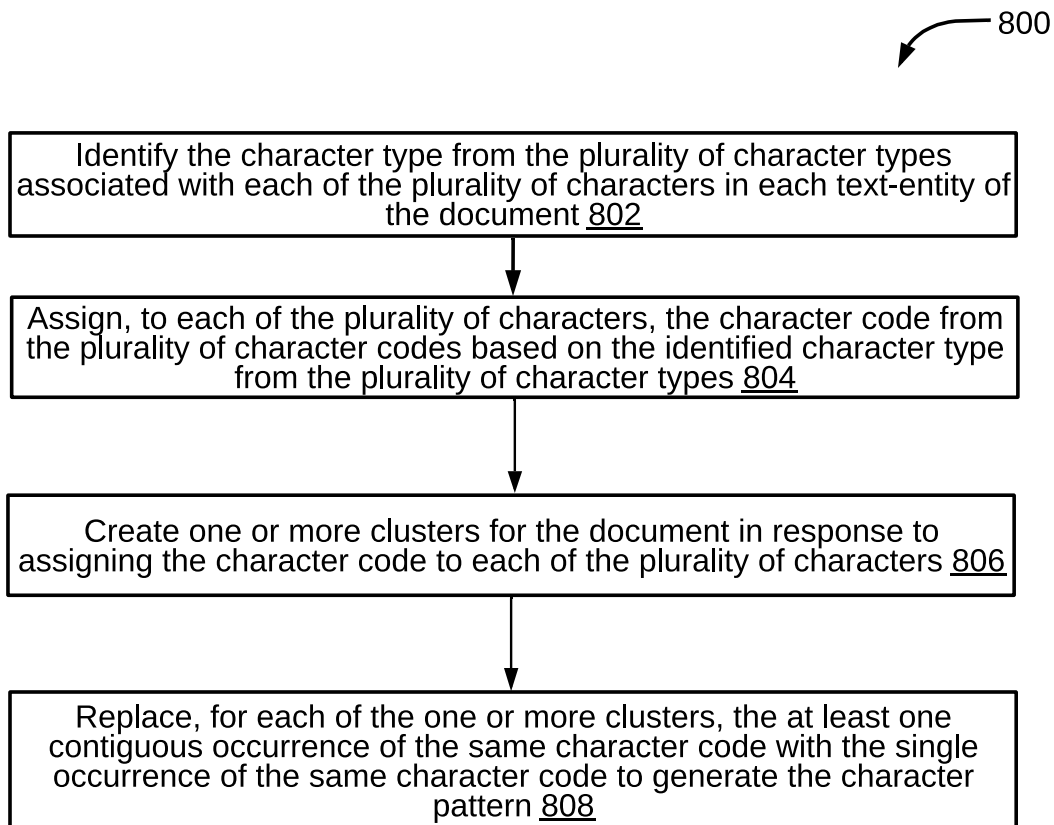 800
Identify the character type from the plurality of character types
associated with each of the plurality of characters in each text-entity of
the document 802
Assign, to each of the plurality of characters, the character code from
the plurality of character codes based on the identified character type
from the plurality of character types 804
Create one or more clusters for the document in response to
assigning the character code to each of the plurality of characters 806
Replace, for each of the one or more clusters, the at least one
contiguous occurrence of the same character code with the single
occurrence of the same character code to generate the character
pattern 808